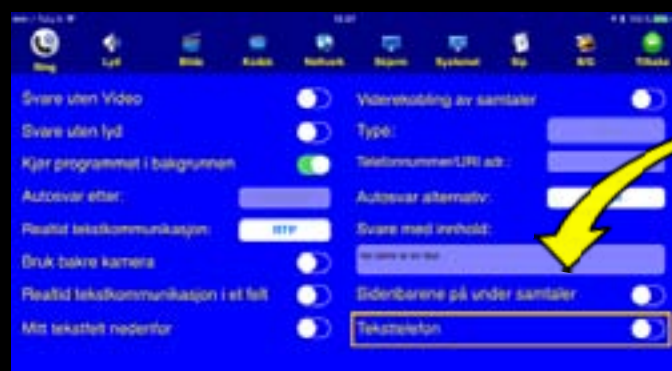 Ring Lyd Bilde Kodek Nettverk Skjerm Systemet Sip Tilbake
Svare uten Video
Svare uten lyd
Kjør programmet i bakgrunnen
Autosvar etter:
Realtid tekstkommunikasjon:
RTP
Bruk bakre kamera
Realtid tekstkommunikasjon i et felt
Mitt tekstfelt nedenfor
Viderekobling av samtaler
Type:
Telefonnummer/URI adr.:
Autosvar alternativ:
Svare med innhold:
Sidenbarene på under samtaler
Teksttelefon